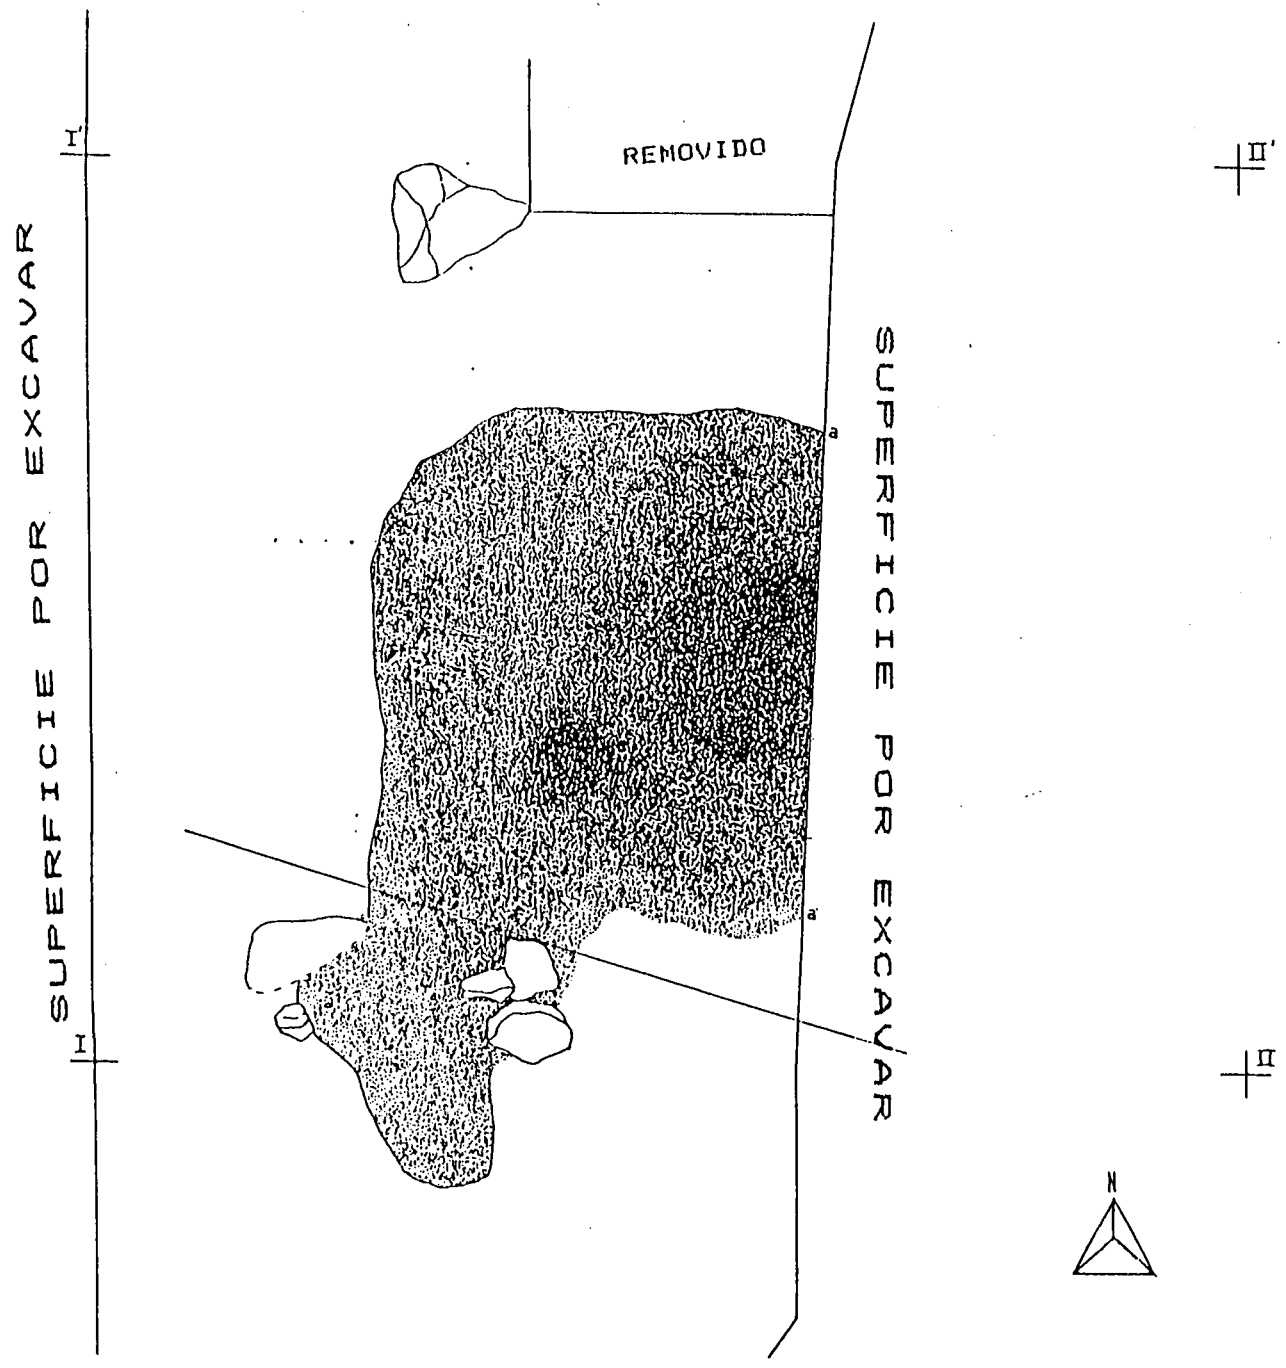 I'
REMOVIDO
II'
SUPERFICIE POR EXCAVAR
SUPERFICIE POR EXCAVAR
a
a'
a
I
II
N